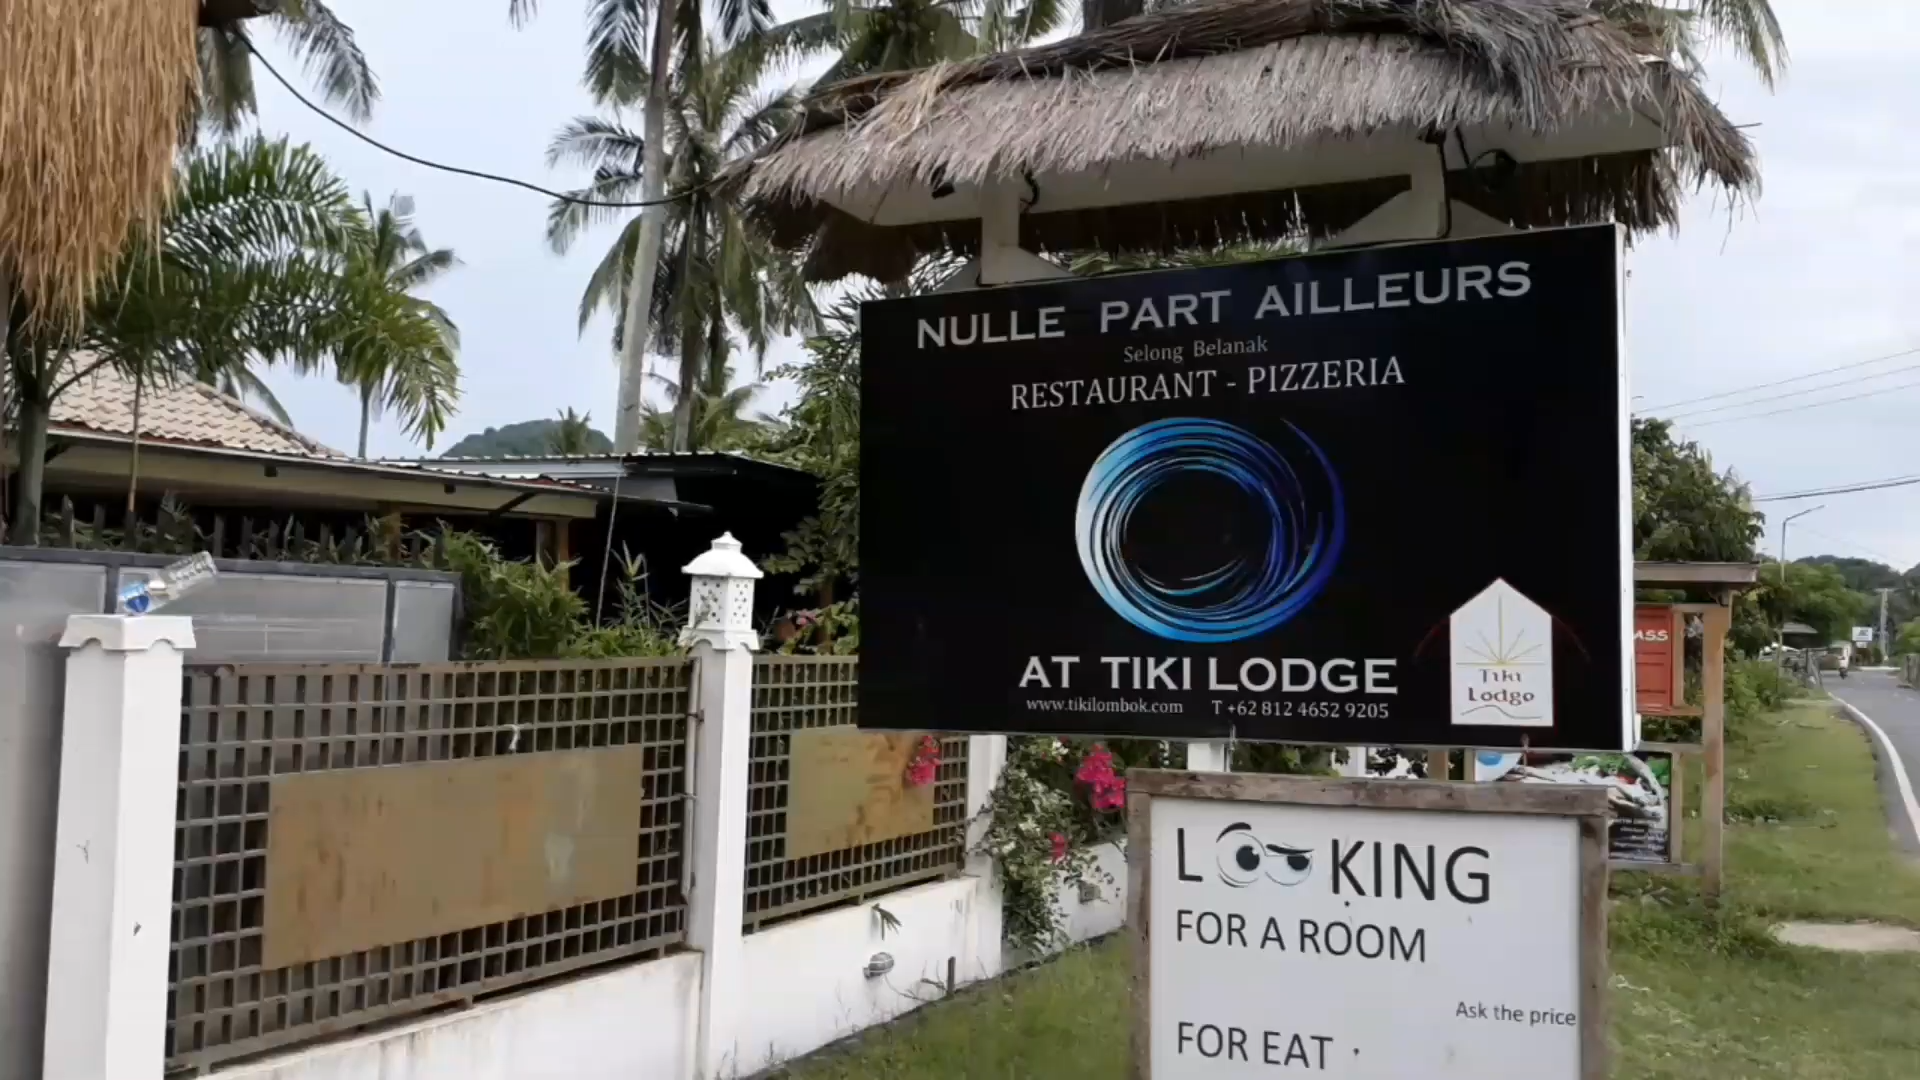 NULLE PART AILLEURS
Selong Belanak
RESTAURANT - PIZZERIA
AT TIKI LODGE
www.tikilombok.com T +62 812 4652 9205
Tiki
Lodge
ASS
LOOKING
FOR A ROOM
Ask the price
FOR EAT